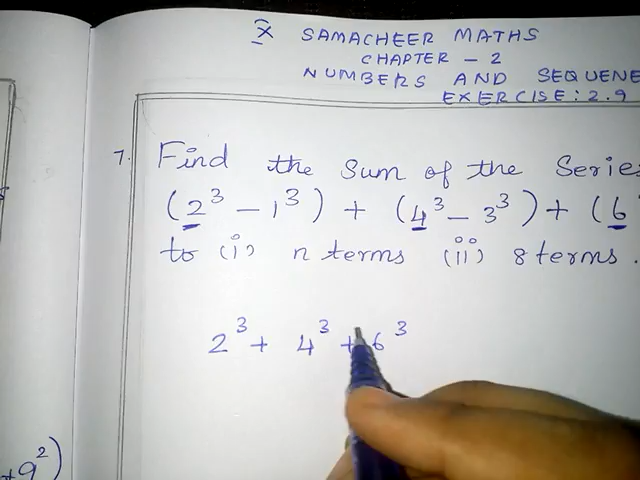 X
SAMACHEER MATHS
CHAPTER - 2
NUMBERS AND SEQUENE
EXERCISE: 2.9
7. Find the Sum of the Series
(2³ - 1³) + (4³ - 3³) + (6
to (i) n terms (ii) 8 terms.
2³ + 4³ + 6³
+9²)